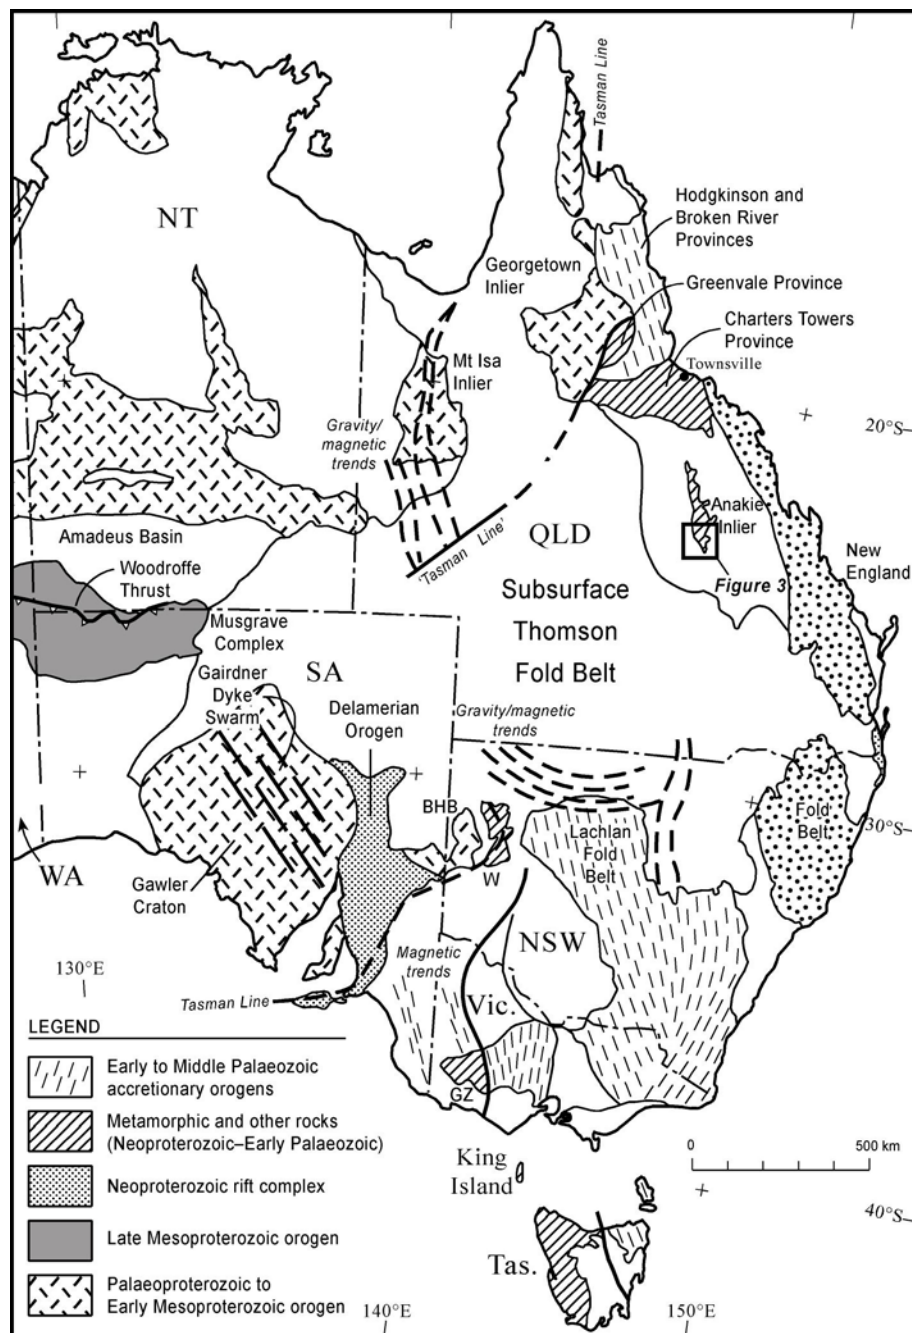 Tasman Line
Hodgkinson and
Broken River
Provinces
NT
Georgetown
Inlier
Greenvale Province
Charters Towers
Province
Mt Isa
Inlier
Townsville
Gravity/
magnetic
trends
20°S
Amadeus Basin
'Tasman Line'
QLD
Anakie
Inlier
Woodroffe
Thrust
Subsurface
Thomson
Fold Belt
Figure 3
New
England
Musgrave
Complex
SA
Gairdner
Dyke
Swarm
Delamerian
Orogen
Gravity/magnetic
trends
BHB
Lachlan
Fold
Belt
Fold
Belt
30°S
WA
Gawler
Craton
W
NSW
Magnetic
trends
130°E
Tasman Line
Vic.
GZ
LEGEND
Early to Middle Palaeozoic
accretionary orogens
Metamorphic and other rocks
(Neoproterozoic–Early Palaeozoic)
Neoproterozoic rift complex
Late Mesoproterozoic orogen
Palaeoproterozoic to
Early Mesoproterozoic orogen
King
Island
0 500 km
40°S
Tas.
140°E
150°E